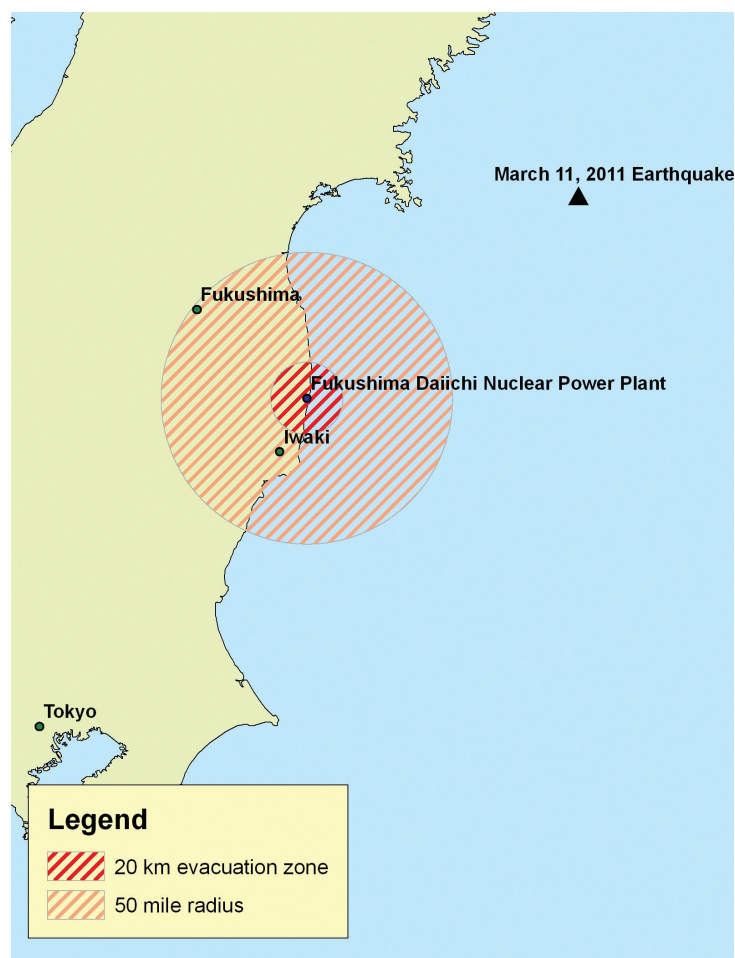 March 11, 2011 Earthquake
Fukushima
Fukushima Daiichi Nuclear Power Plant
Iwaki
Tokyo
Legend
20 km evacuation zone
50 mile radius